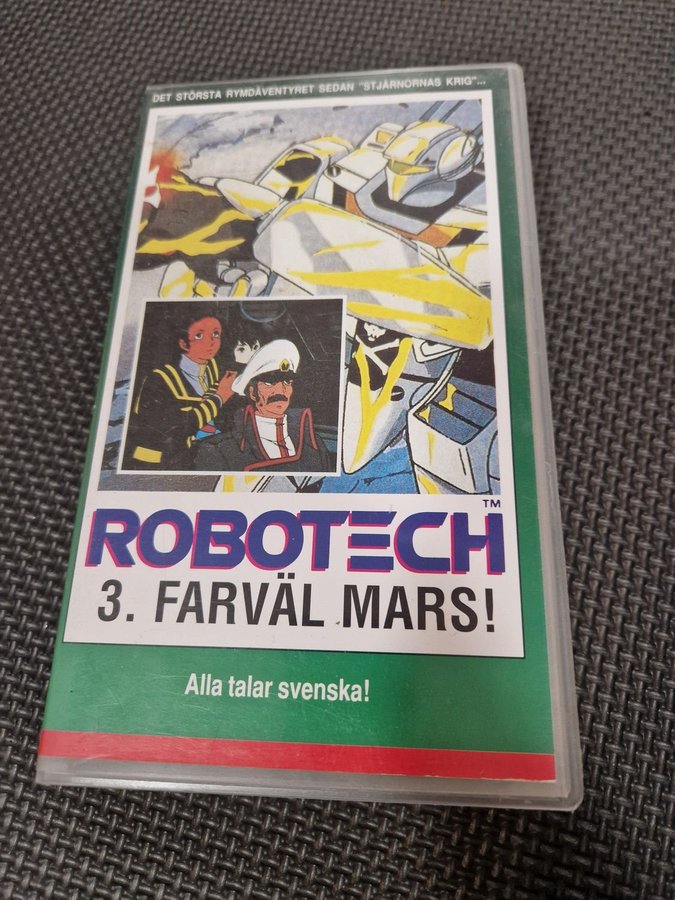 DET STÖRSTA RYMDÄVENTYRET SEDAN "STJÄRNORNAS KRIG"...
ROBOTECH™
3. FARVÄL MARS!
Alla talar svenska!